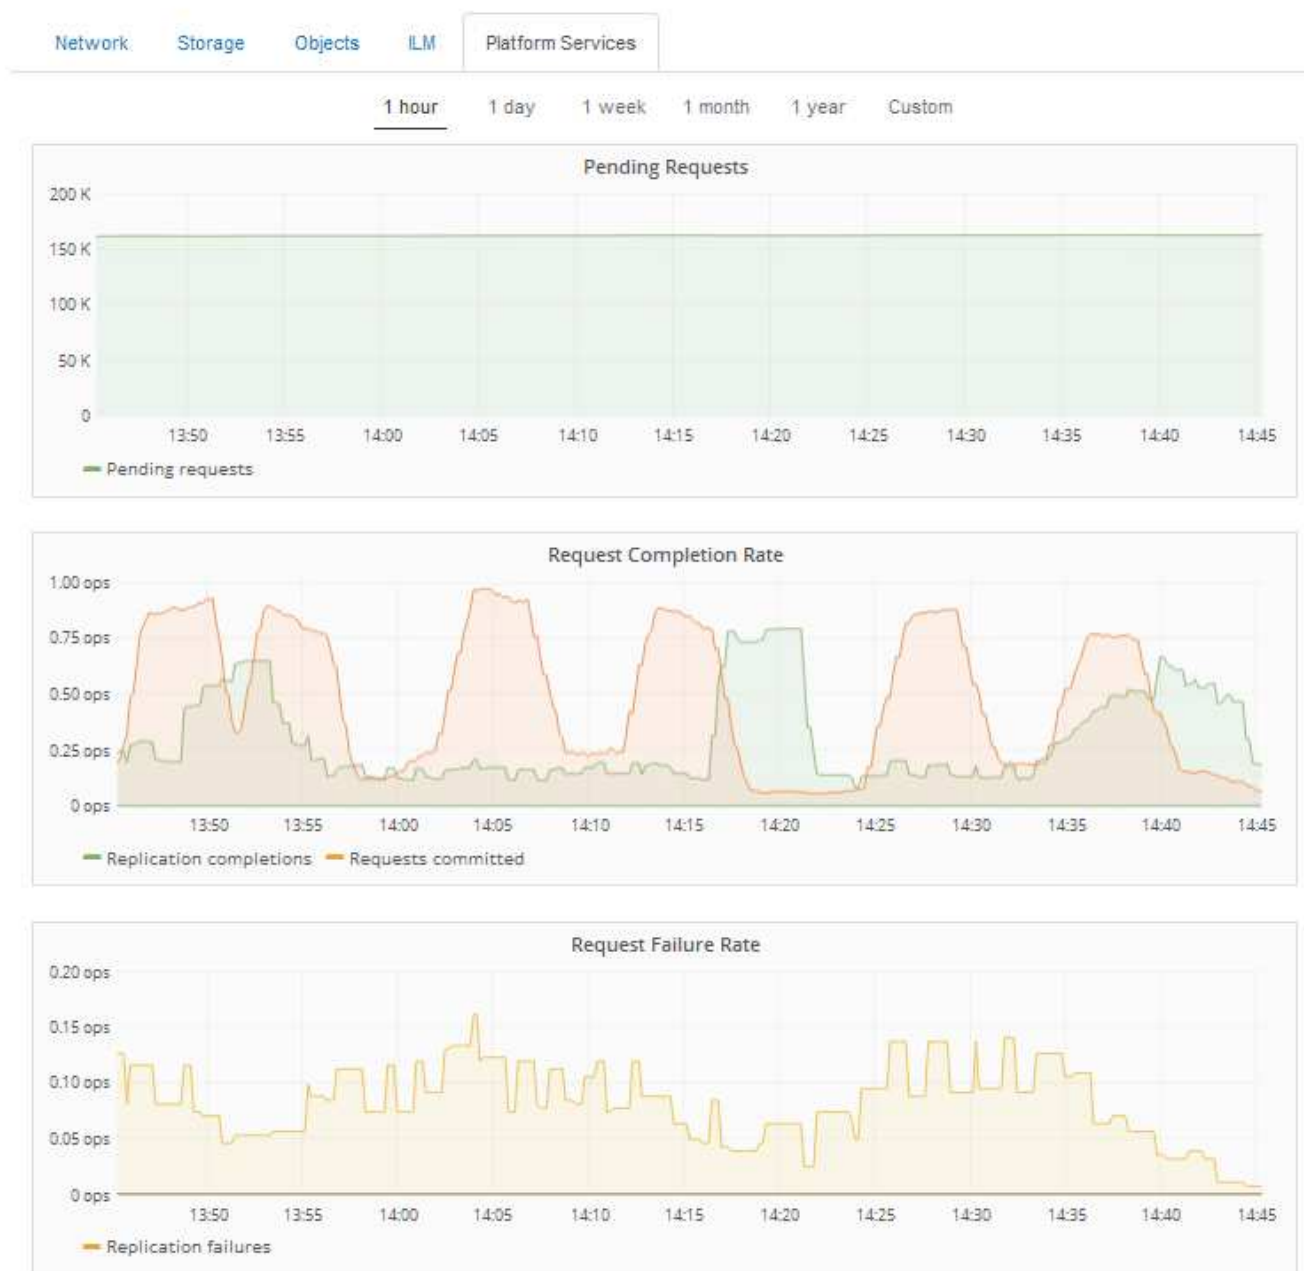 Network Storage Objects ILM Platform Services
1 hour 1 day 1 week 1 month 1 year Custom
Pending Requests
200 K
150 K
100 K
50 K
0
13:50 13:55 14:00 14:05 14:10 14:15 14:20 14:25 14:30 14:35 14:40 14:45
Pending requests
Request Completion Rate
1.00 ops
0.75 ops
0.50 ops
0.25 ops
0 ops
13:50 13:55 14:00 14:05 14:10 14:15 14:20 14:25 14:30 14:35 14:40 14:45
Replication completions Requests committed
Request Failure Rate
0.20 ops
0.15 ops
0.10 ops
0.05 ops
0 ops
13:50 13:55 14:00 14:05 14:10 14:15 14:20 14:25 14:30 14:35 14:40 14:45
Replication failures